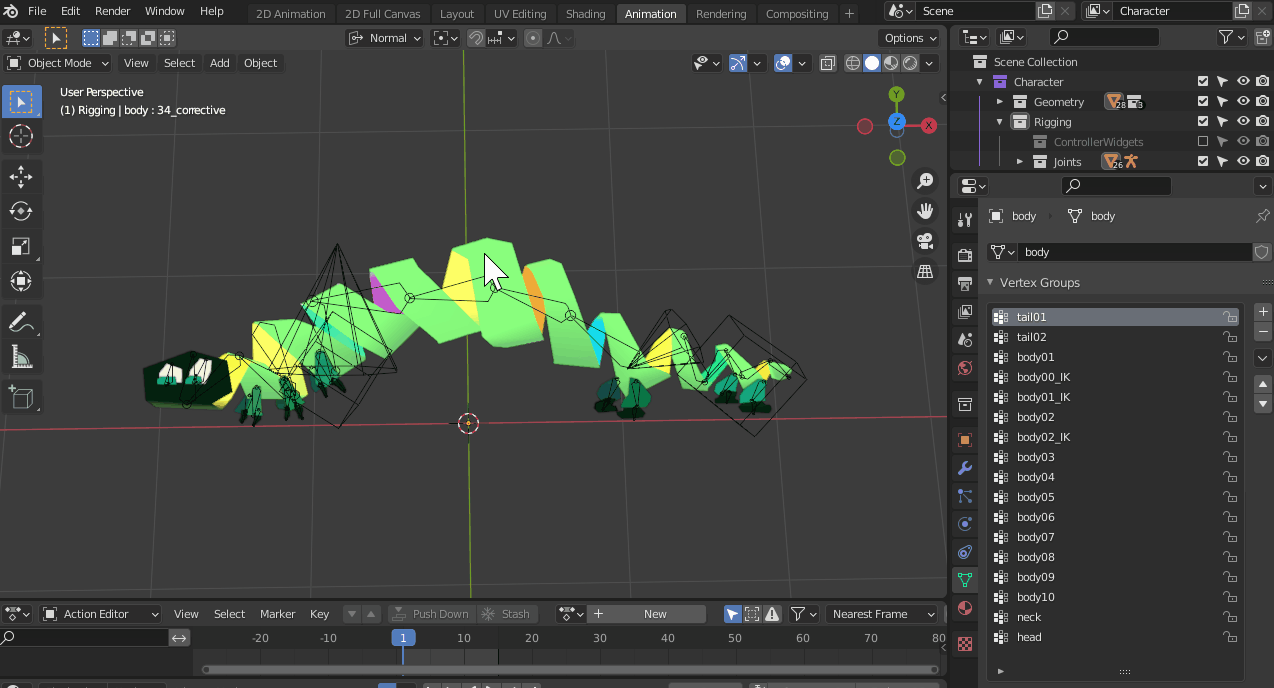 File Edit Render Window Help 2D Animation 2D Full Canvas Layout UV Editing Shading Animation Rendering Compositing + Scene Character
Normal Options
Object Mode View Select Add Object
User Perspective
(1) Rigging | body : 34_corrective
Y
X
Z
Scene Collection
Character
Geometry 28 3
Rigging
ControllerWidgets
Joints 26
body body
body
Vertex Groups
tail01
tail02
body01
body00_IK
body01_IK
body02
body02_IK
body03
body04
body05
body06
body07
body08
body09
body10
neck
head
Action Editor View Select Marker Key Push Down Stash New Nearest Frame
-20 -10 1 10 20 30 40 50 60 70 80